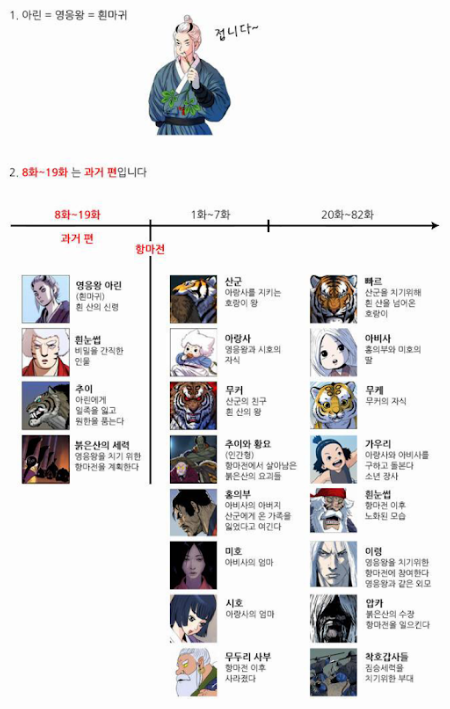 1. 아린 = 영웅왕 = 흰마귀
접니다~
2. 8화~19화 는 과거 편입니다
8화~19화
1화~7화
20화~82화
과거 편
항마전
영웅왕 아린
(흰마귀)
흰 산의 신령
흰눈썹
비밀을 간직한
인물
추이
아린에게
일족을 잃고
원한을 품는다
붉은산의 세력
영웅왕을 치기 위한
항마전을 계획한다
산군
아랑사를 지키는
호랑이 왕
아랑사
영웅왕과 시호의
자식
무커
산군의 친구
흰 산의 왕
추이와 황요
(인간형)
항마전에서 살아남은
붉은산의 요괴들
홍의부
아비사의 아버지
산군에게 온 가족을
잃었다고 여긴다
미호
아비사의 엄마
시호
아랑사의 엄마
무두리 사부
항마전 이후
사라졌다
빠르
산군을 치기위해
흰 산을 넘어온
호랑이
아비사
홍의부와 미호의
딸
무케
무커의 자식
가우리
아랑사와 아비사를
구하고 돌본다
소년 장사
흰눈썹
항마전 이후
노화된 모습
이령
영웅왕을 치기위한
항마전에 참여한다
영웅왕과 같은 외모
압카
붉은산의 수장
항마전을 일으킨다
착호갑사들
짐승세력을
치기위한 부대